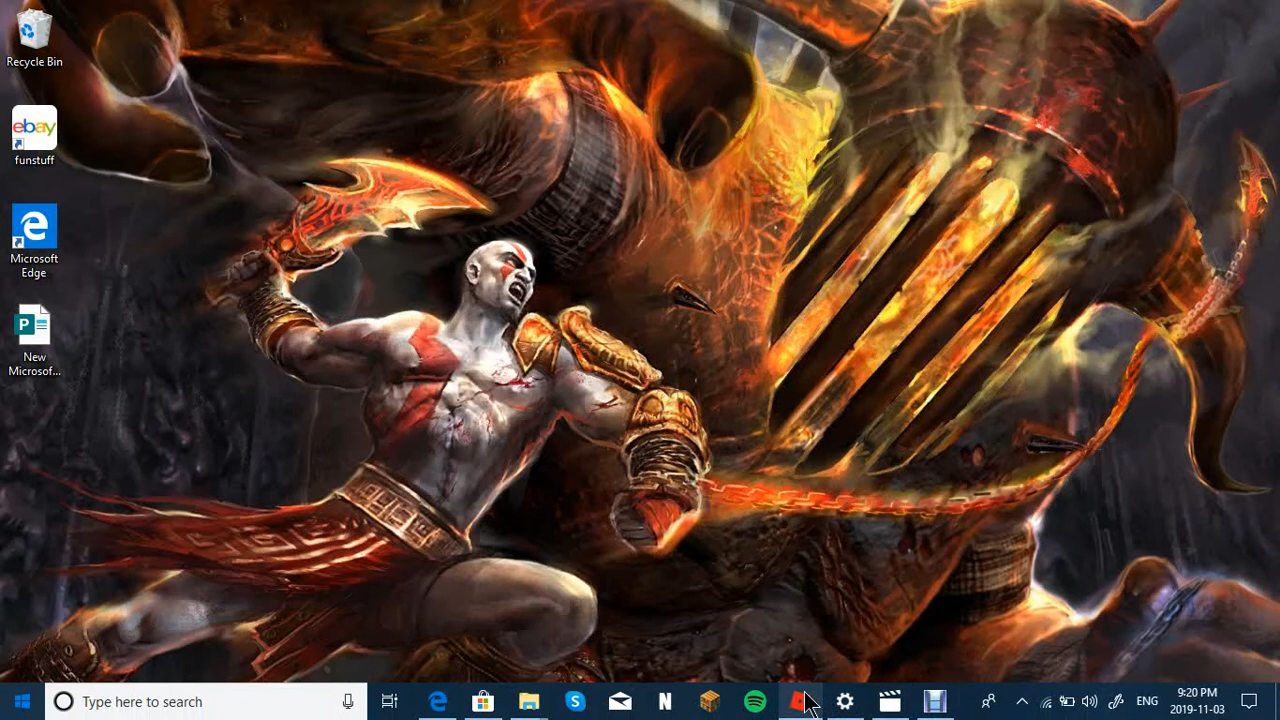 Recycle Bin
ebay
funstuff
Microsoft
Edge
P
New
Microsof...
Type here to search
S
N
ENG
9:20 PM
2019-11-03